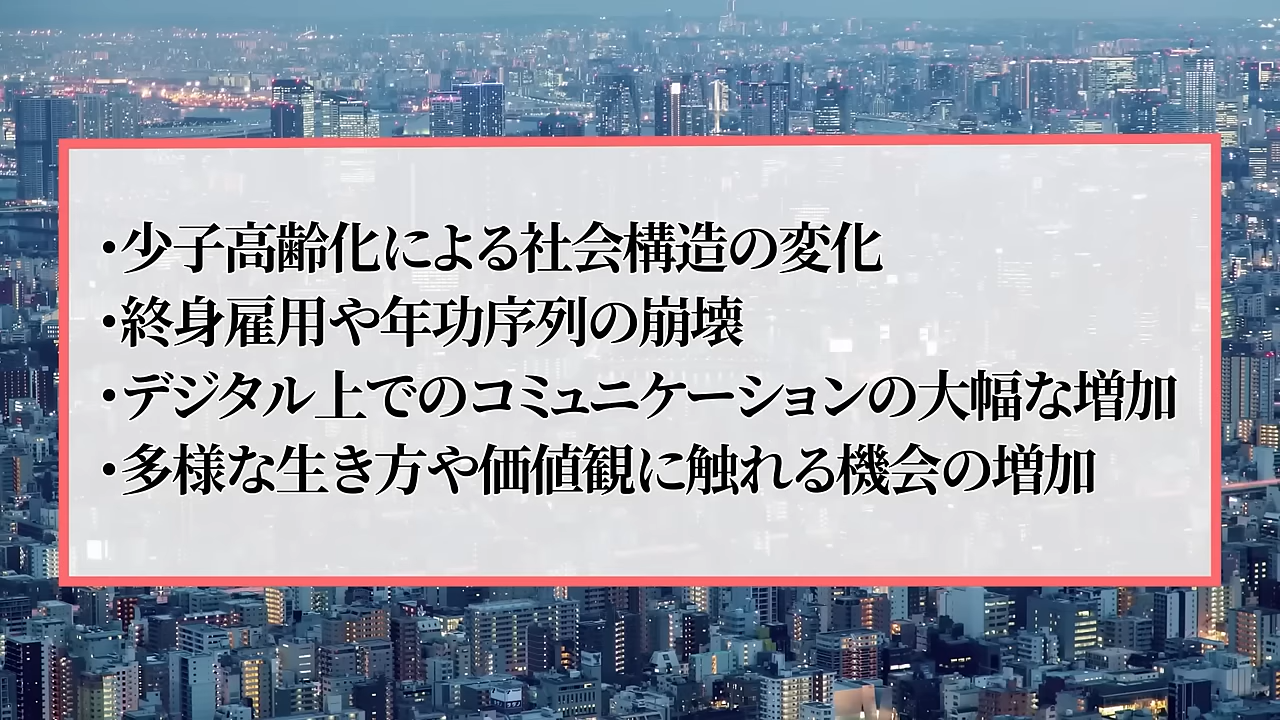 ・少子高齢化による社会構造の変化
・終身雇用や年功序列の崩壊
・デジタル上でのコミュニケーションの大幅な増加
・多様な生き方や価値観に触れる機会の増加